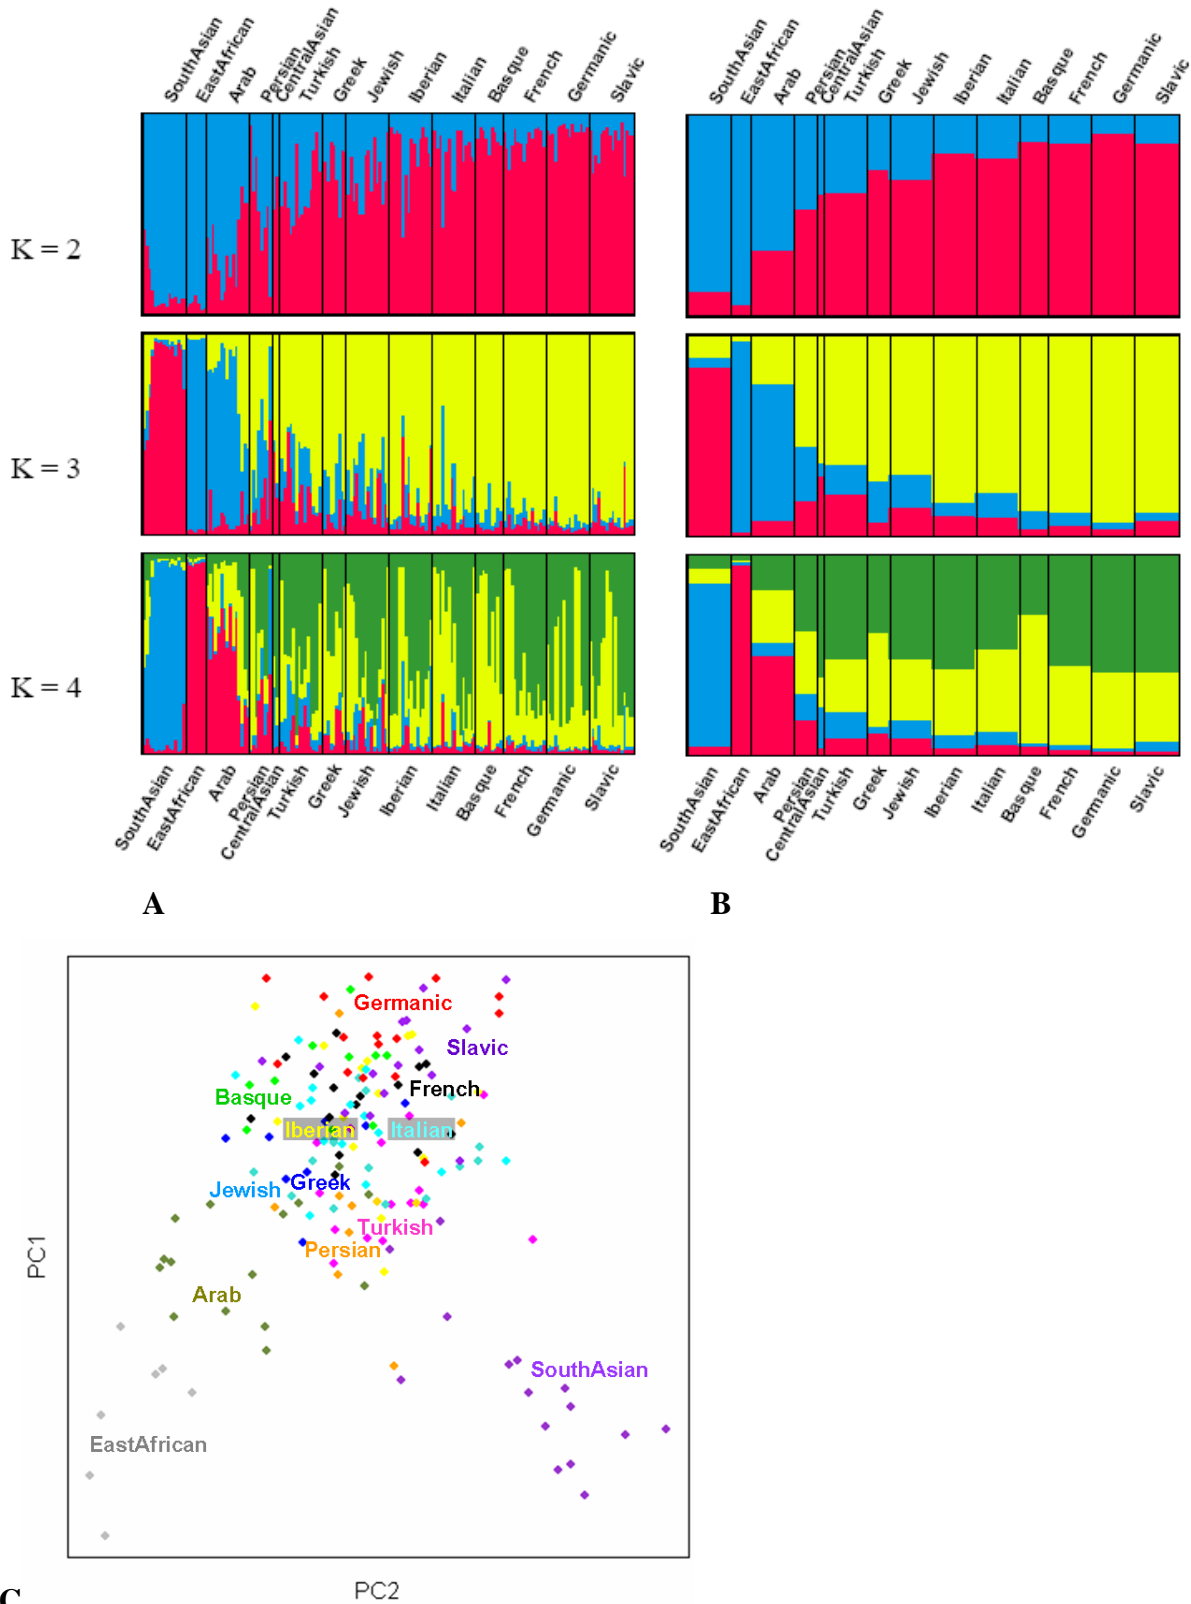 SouthAsian EastAfrican Arab Persian CentralAsian Turkish Greek Jewish Iberian Italian Basque French Germanic Slavic
SouthAsian EastAfrican Arab Persian CentralAsian Turkish Greek Jewish Iberian Italian Basque French Germanic Slavic
K = 2
K = 3
K = 4
SouthAsian EastAfrican Arab Persian CentralAsian Turkish Greek Jewish Iberian Italian Basque French Germanic Slavic
SouthAsian EastAfrican Arab Persian CentralAsian Turkish Greek Jewish Iberian Italian Basque French Germanic Slavic
A B
Germanic
Slavic
French
Basque
Iberian Italian
Greek
Jewish
Turkish
Persian
PC1
Arab
SouthAsian
EastAfrican
PC2
C